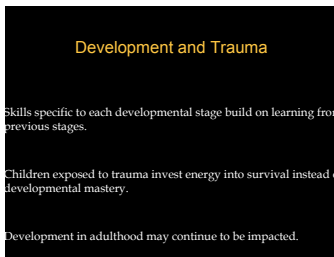 Development and Trauma
Skills specific to each developmental stage build on learning fro
previous stages.
Children exposed to trauma invest energy into survival instead
developmental mastery.
Development in adulthood may continue to be impacted.